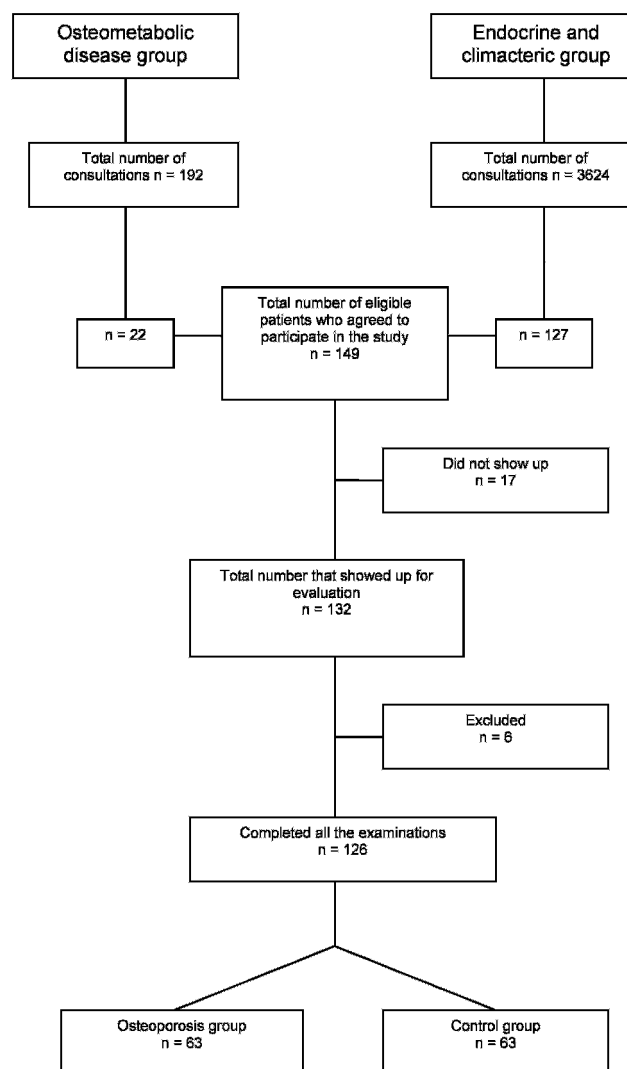 Osteometabolic
disease group
Endocrine and
climacteric group
Total number of
consultations n = 192
Total number of
consultations n = 3624
n = 22
Total number of eligible
patients who agreed to
participate in the study
n = 149
n = 127
Did not show up
n = 17
Total number that showed up for
evaluation
n = 132
Excluded
n = 6
Completed all the examinations
n = 126
Osteoporosis group
n = 63
Control group
n = 63